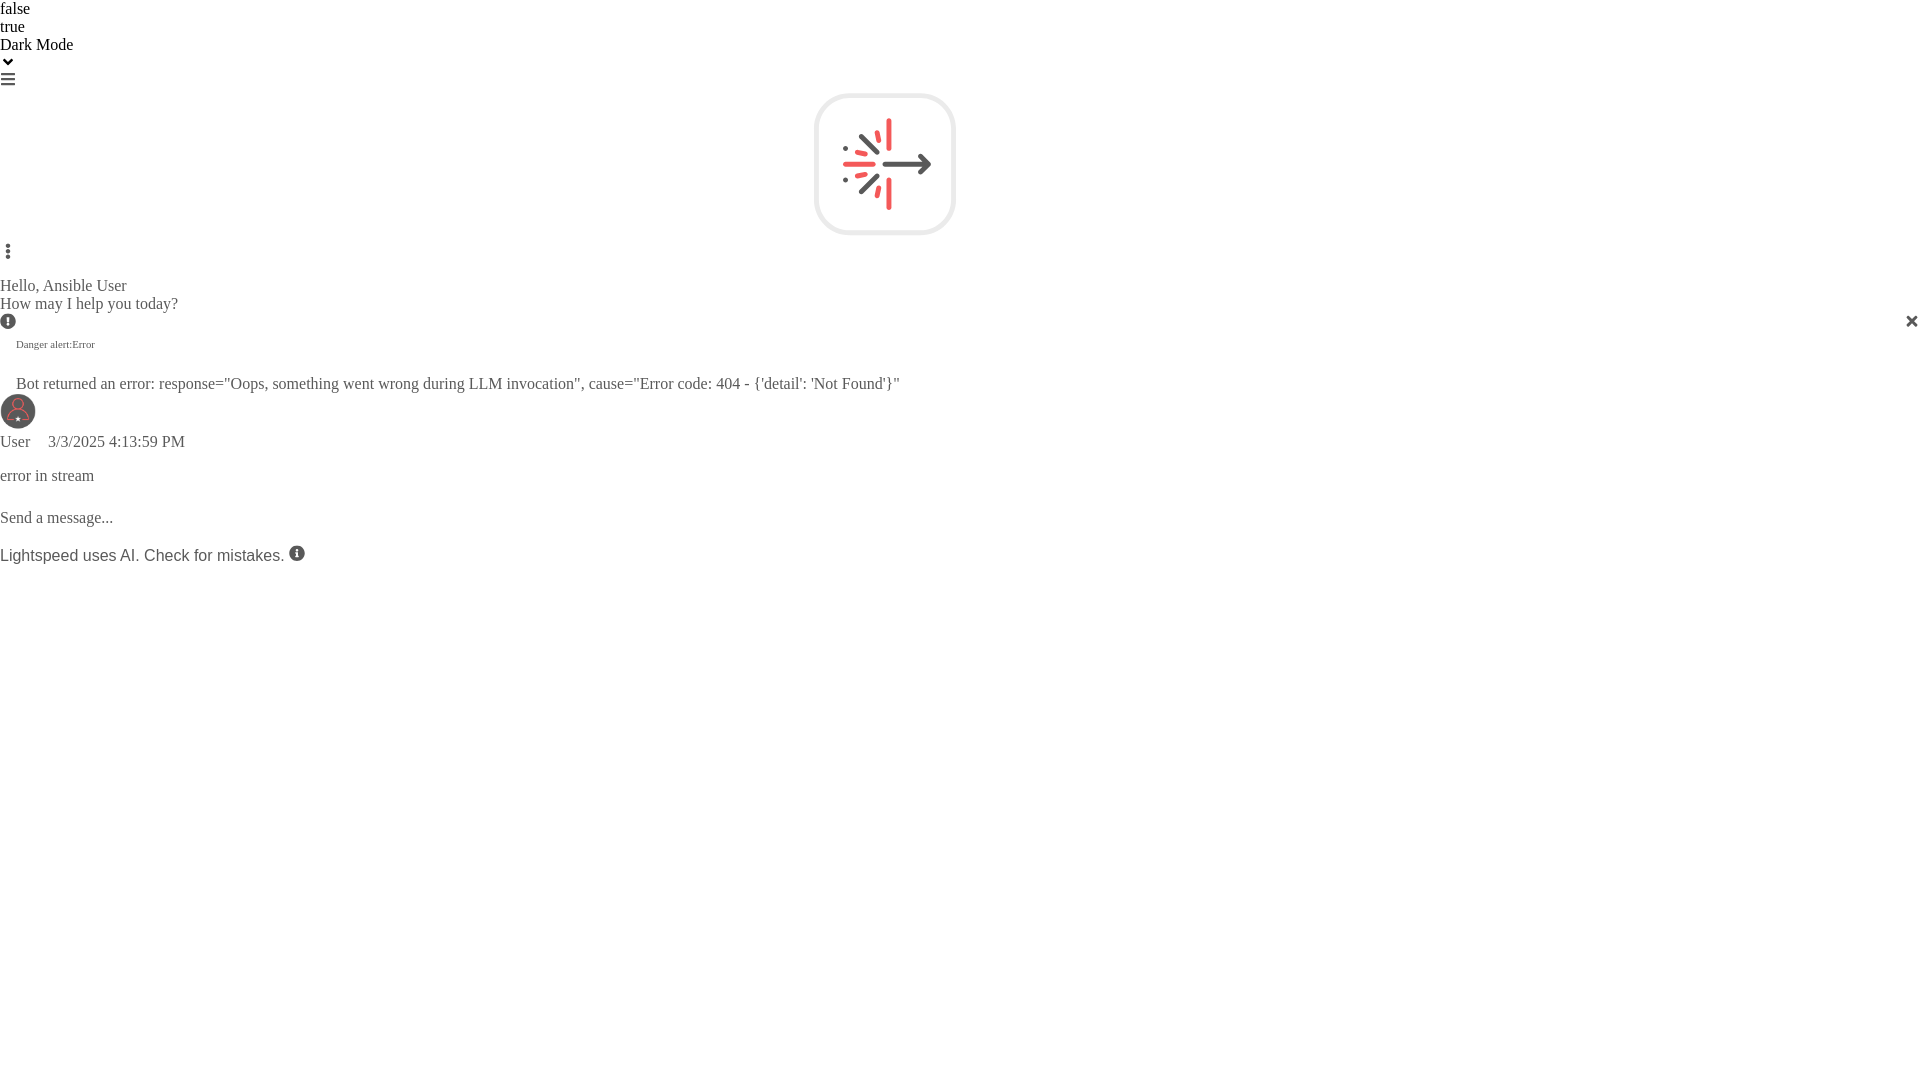 false
true
Dark Mode
Hello, Ansible User
How may I help you today?
Danger alert:Error
Bot returned an error: response="Oops, something went wrong during LLM invocation", cause="Error code: 404 - {'detail': 'Not Found'}"
User 3/3/2025 4:13:59 PM
error in stream
Send a message...
Lightspeed uses AI. Check for mistakes.